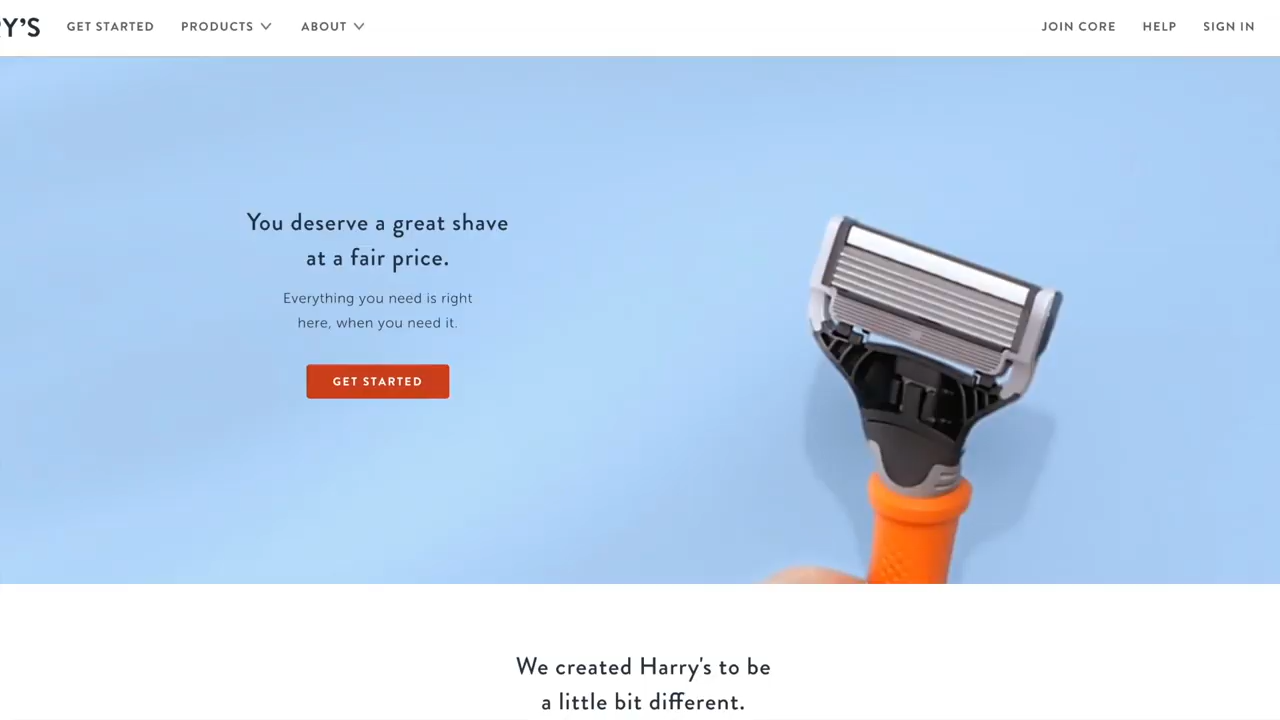 RY'S
GET STARTED
PRODUCTS
ABOUT
JOIN CORE
HELP
SIGN IN
You deserve a great shave
at a fair price.
Everything you need is right
here, when you need it.
GET STARTED
We created Harry's to be
a little bit different.